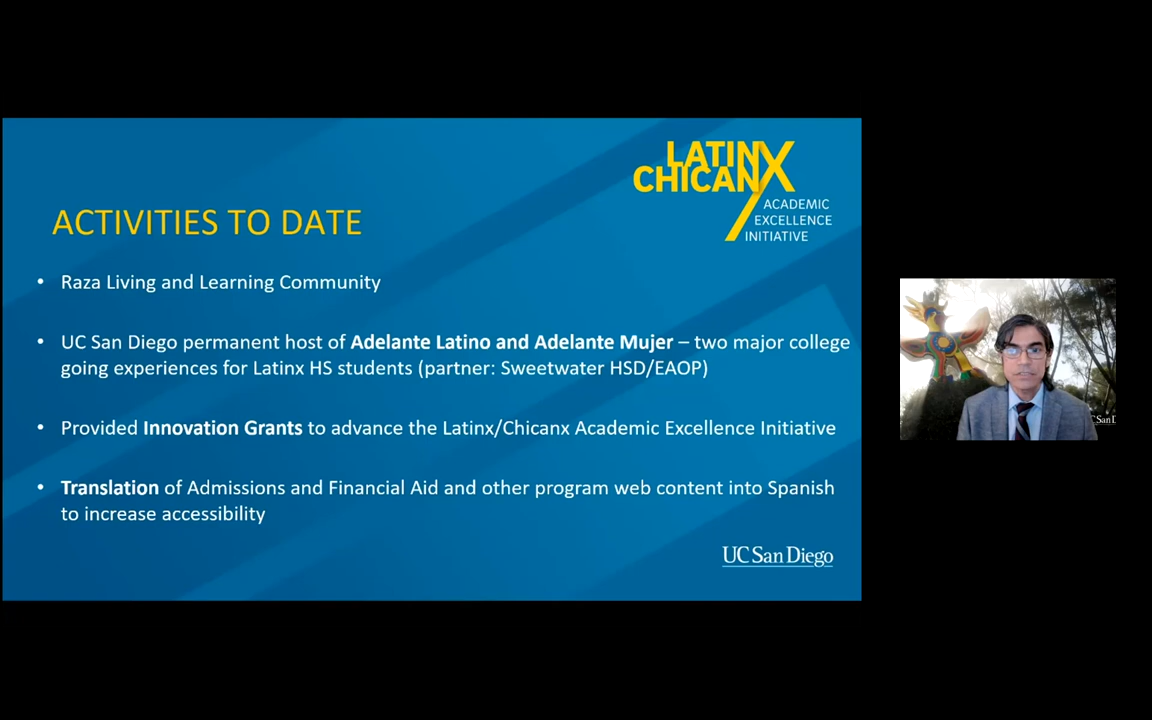 LATINX
CHICANX
ACADEMIC
EXCELLENCE
INITIATIVE
ACTIVITIES TO DATE
• Raza Living and Learning Community
• UC San Diego permanent host of Adelante Latino and Adelante Mujer – two major college
going experiences for Latinx HS students (partner: Sweetwater HSD/EAOP)
• Provided Innovation Grants to advance the Latinx/Chicanx Academic Excellence Initiative
• Translation of Admissions and Financial Aid and other program web content into Spanish
to increase accessibility
UC San Diego